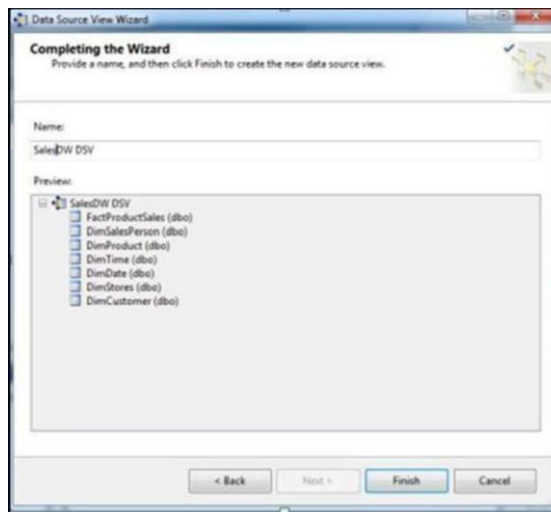 Data Source View Wizard
Completing the Wizard
Provide a name, and then click Finish to create the new data source view.
Name:
SalesDW DSV
Preview:
SalesDW DSV
FactProductSales (dbo)
DimSalesPerson (dbo)
DimProduct (dbo)
DimTime (dbo)
DimDate (dbo)
DimStores (dbo)
DimCustomer (dbo)
< Back
Next >
Finish
Cancel